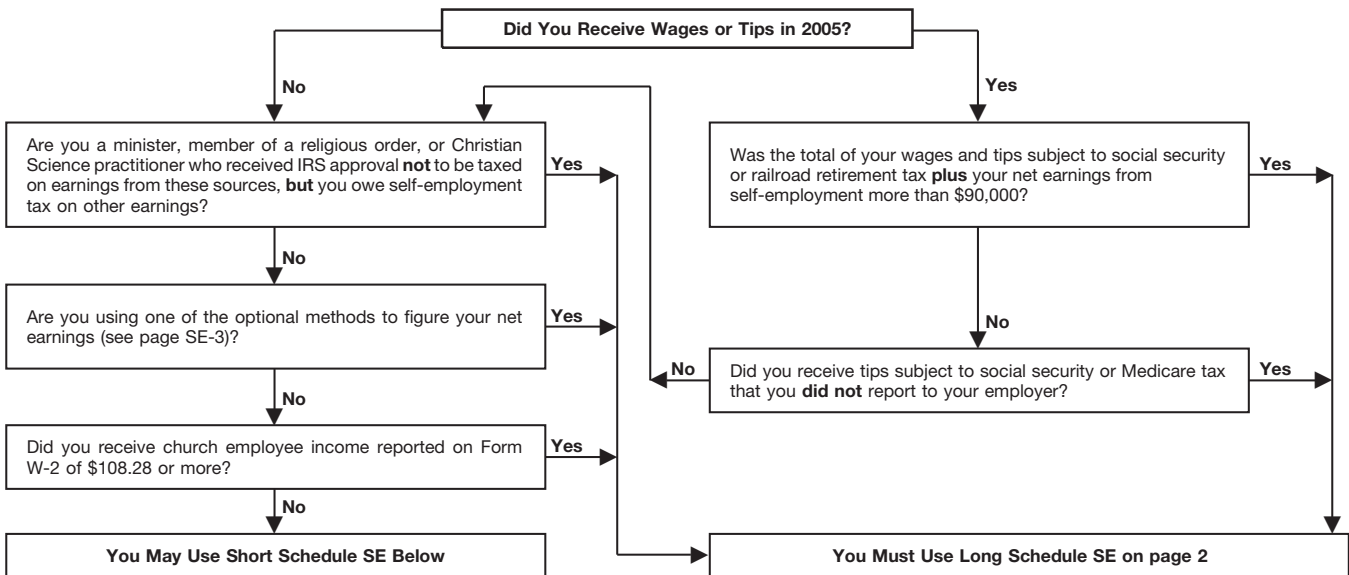 Did You Receive Wages or Tips in 2005?
No
Yes
Are you a minister, member of a religious order, or Christian
Science practitioner who received IRS approval not to be taxed
on earnings from these sources, but you owe self-employment
tax on other earnings?
Yes
Was the total of your wages and tips subject to social security
or railroad retirement tax plus your net earnings from
self-employment more than $90,000?
Yes
No
Are you using one of the optional methods to figure your net
earnings (see page SE-3)?
Yes
No
No
Did you receive tips subject to social security or Medicare tax
that you did not report to your employer?
Yes
No
Did you receive church employee income reported on Form
W-2 of $108.28 or more?
Yes
No
You May Use Short Schedule SE Below
You Must Use Long Schedule SE on page 2